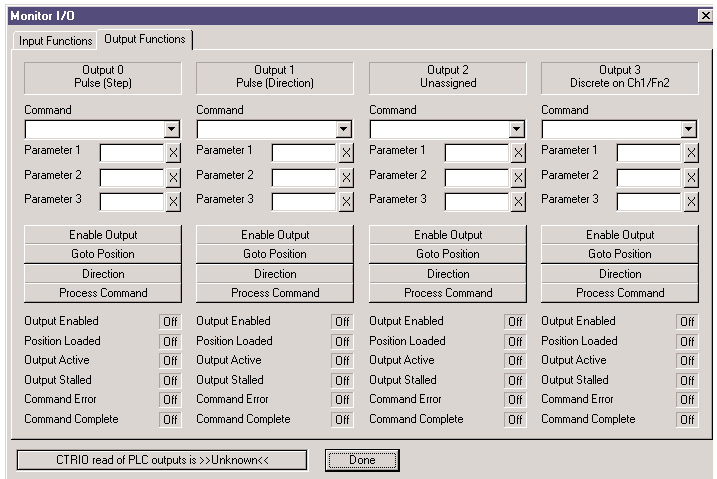 Monitor I/O
Input Functions Output Functions
Output 0 Output 1 Output 2 Output 3
Pulse (Step) Pulse (Direction) Unassigned Discrete on Ch1/Fn2
Command Command Command Command
Parameter 1 X Parameter 1 X Parameter 1 X Parameter 1 X
Parameter 2 X Parameter 2 X Parameter 2 X Parameter 2 X
Parameter 3 X Parameter 3 X Parameter 3 X Parameter 3 X
Enable Output Enable Output Enable Output Enable Output
Goto Position Goto Position Goto Position Goto Position
Direction Direction Direction Direction
Process Command Process Command Process Command Process Command
Output Enabled Off Output Enabled Off Output Enabled Off Output Enabled Off
Position Loaded Off Position Loaded Off Position Loaded Off Position Loaded Off
Output Active Off Output Active Off Output Active Off Output Active Off
Output Stalled Off Output Stalled Off Output Stalled Off Output Stalled Off
Command Error Off Command Error Off Command Error Off Command Error Off
Command Complete Off Command Complete Off Command Complete Off Command Complete Off
CTRIO read of PLC outputs is >>Unknown<< Done